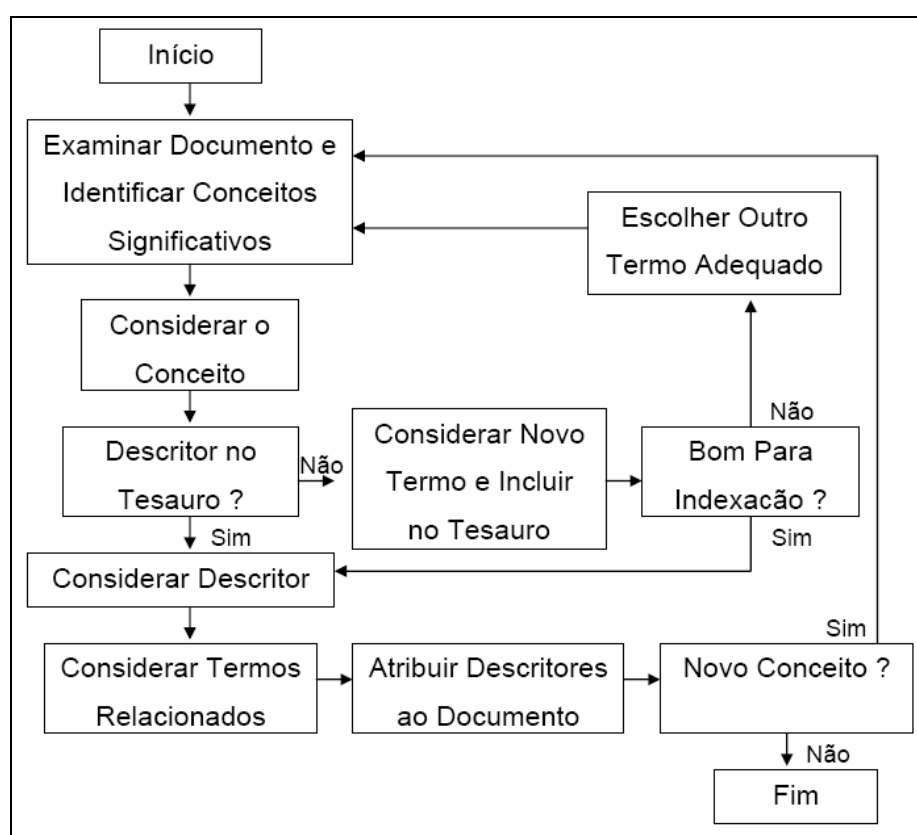 Início
Examinar Documento e
Identificar Conceitos
Significativos
Escolher Outro
Termo Adequado
Considerar o
Conceito
Não
Descritor no
Tesauro ?
Não
Considerar Novo
Termo e Incluir
no Tesauro
Bom Para
Indexacão ?
Sim
Sim
Considerar Descritor
Sim
Considerar Termos
Relacionados
Atribuir Descritores
ao Documento
Novo Conceito ?
Não
Fim